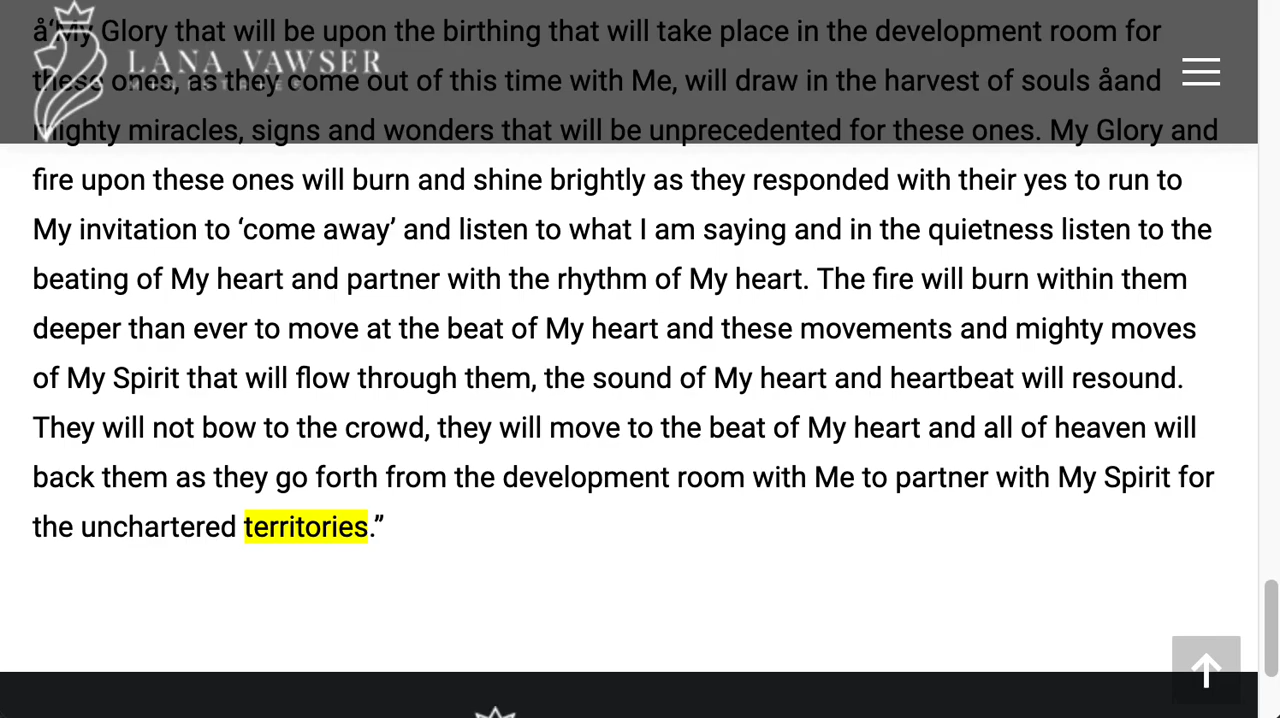 å‘My Glory that will be upon the birthing that will take place in the development room for
LANA VAWSER
these ones, as they come out of this time with Me, will draw in the harvest of souls åand
MINISTRIES
mighty miracles, signs and wonders that will be unprecedented for these ones. My Glory and
fire upon these ones will burn and shine brightly as they responded with their yes to run to
My invitation to ‘come away’ and listen to what I am saying and in the quietness listen to the
beating of My heart and partner with the rhythm of My heart. The fire will burn within them
deeper than ever to move at the beat of My heart and these movements and mighty moves
of My Spirit that will flow through them, the sound of My heart and heartbeat will resound.
They will not bow to the crowd, they will move to the beat of My heart and all of heaven will
back them as they go forth from the development room with Me to partner with My Spirit for
the unchartered territories.”